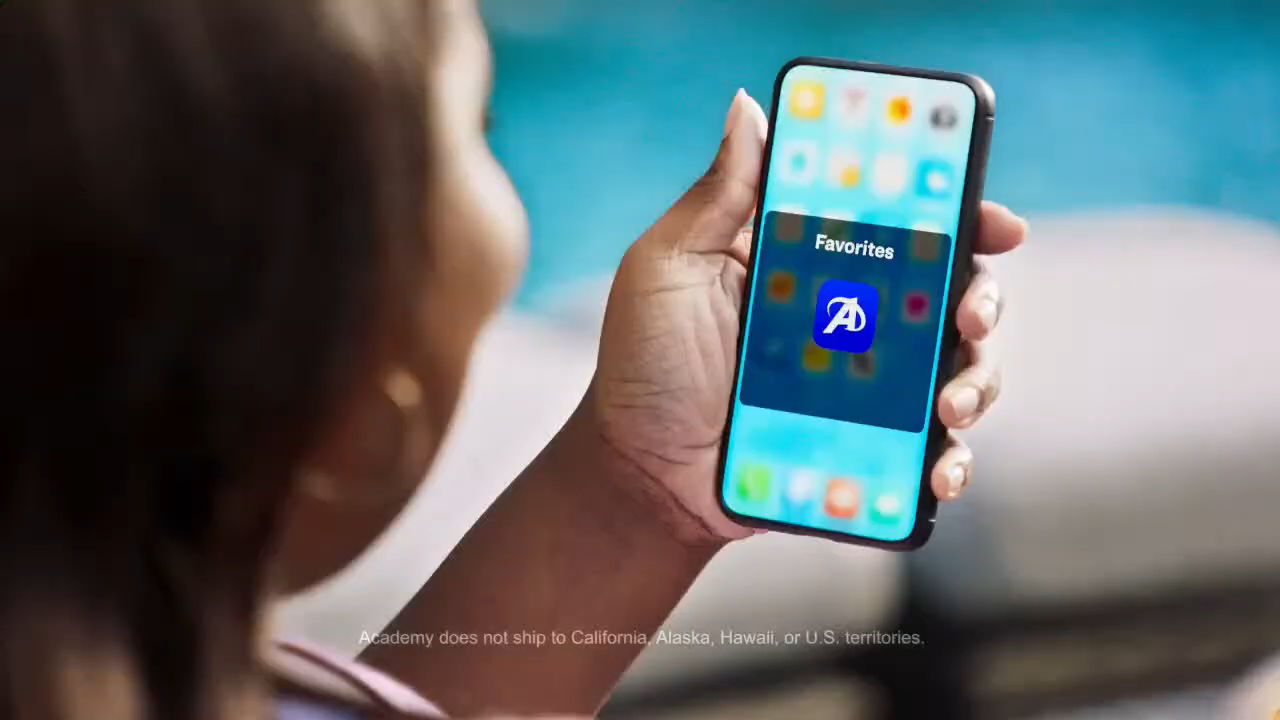 Favorites
A
Academy does not ship to California, Alaska, Hawaii, or U.S. territories.